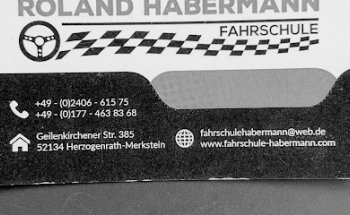 ROLAND HABERMANN
FAHRSCHULE
+49 - (0)2406 - 615 75
+49 - (0)177 - 463 83 68
Geilenkirchener Str. 385
52134 Herzogenrath-Merkstein
fahrschulehabermann@web.de
www.fahrschule-habermann.com